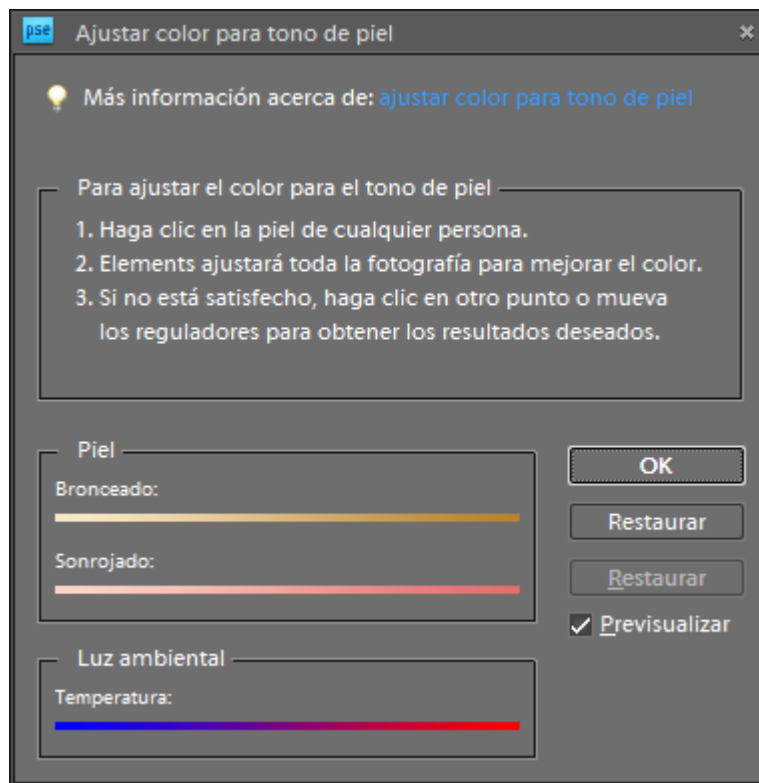 pse Ajustar color para tono de piel
Más información acerca de: ajustar color para tono de piel
Para ajustar el color para el tono de piel
1. Haga clic en la piel de cualquier persona.
2. Elements ajustará toda la fotografía para mejorar el color.
3. Si no está satisfecho, haga clic en otro punto o mueva
los reguladores para obtener los resultados deseados.
Piel
Bronceado:
Sonrojado:
OK
Restaurar
Restaurar
Previsualizar
Luz ambiental
Temperatura: